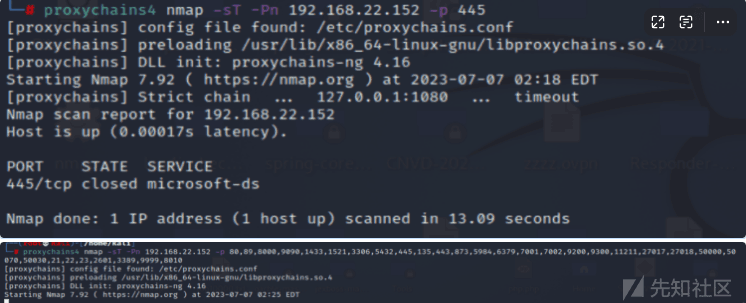 # proxychains4 nmap -sT -Pn 192.168.22.152 -p 445
[proxychains] config file found: /etc/proxychains.conf
[proxychains] preloading /usr/lib/x86_64-linux-gnu/libproxychains.so.4
[proxychains] DLL init: proxychains-ng 4.16
Starting Nmap 7.92 ( https://nmap.org ) at 2023-07-07 02:18 EDT
[proxychains] Strict chain ... 127.0.0.1:1080 ... timeout
Nmap scan report for 192.168.22.152
Host is up (0.00017s latency).
PORT STATE SERVICE
445/tcp closed microsoft-ds
Nmap done: 1 IP address (1 host up) scanned in 13.09 seconds
# proxychains4 nmap -sT -Pn 192.168.22.152 -p 80,89,8000,9090,1433,1521,3306,5432,445,135,443,873,5984,6379,7001,7002,9200,9300,11211,27017,27018,50000,50
070,50030,21,22,23,2601,3389,9999,8010
[proxychains] config file found: /etc/proxychains.conf
[proxychains] preloading /usr/lib/x86_64-linux-gnu/libproxychains.so.4
[proxychains] DLL init: proxychains-ng 4.16
Starting Nmap 7.92 ( https://nmap.org ) at 2023-07-07 02:25 EDT
先知社区